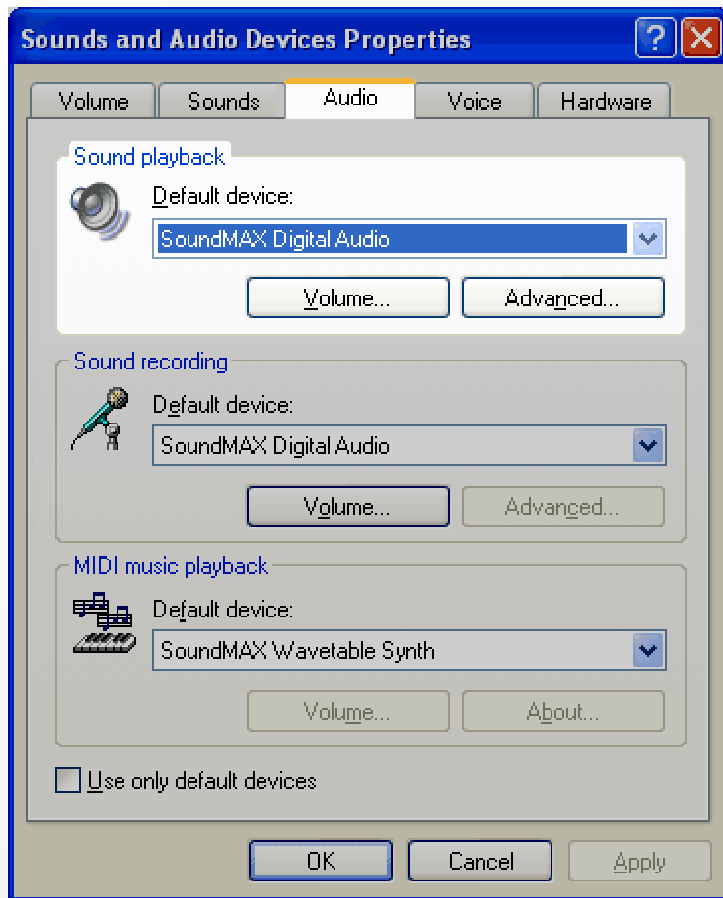 Sounds and Audio Devices Properties
?
Volume Sounds Audio Voice Hardware
Sound playback
Default device:
SoundMAX Digital Audio
Volume... Advanced...
Sound recording
Default device:
SoundMAX Digital Audio
Volume... Advanced...
MIDI music playback
Default device:
SoundMAX Wavetable Synth
Volume... About...
Use only default devices
OK Cancel Apply